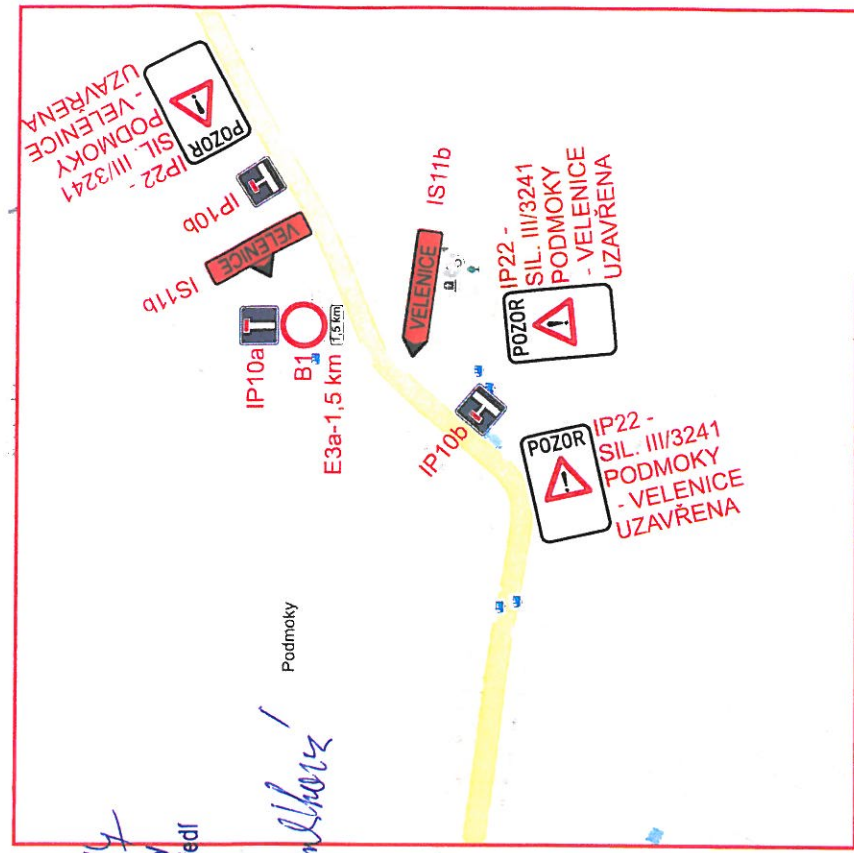 IP22 -
SIL. III/3241
PODMOKY
- VELENICE
UZAVŘENA
POZOR
IP10b
VELENICE
IS11b
IP10a
B1
1,5 km
E3a-1,5 km
IS11b
VELENICE
IP22 -
SIL. III/3241
PODMOKY
- VELENICE
UZAVŘENA
POZOR
IP10b
POZOR
IP22 -
SIL. III/3241
PODMOKY
- VELENICE
UZAVŘENA
Podmoky
edí